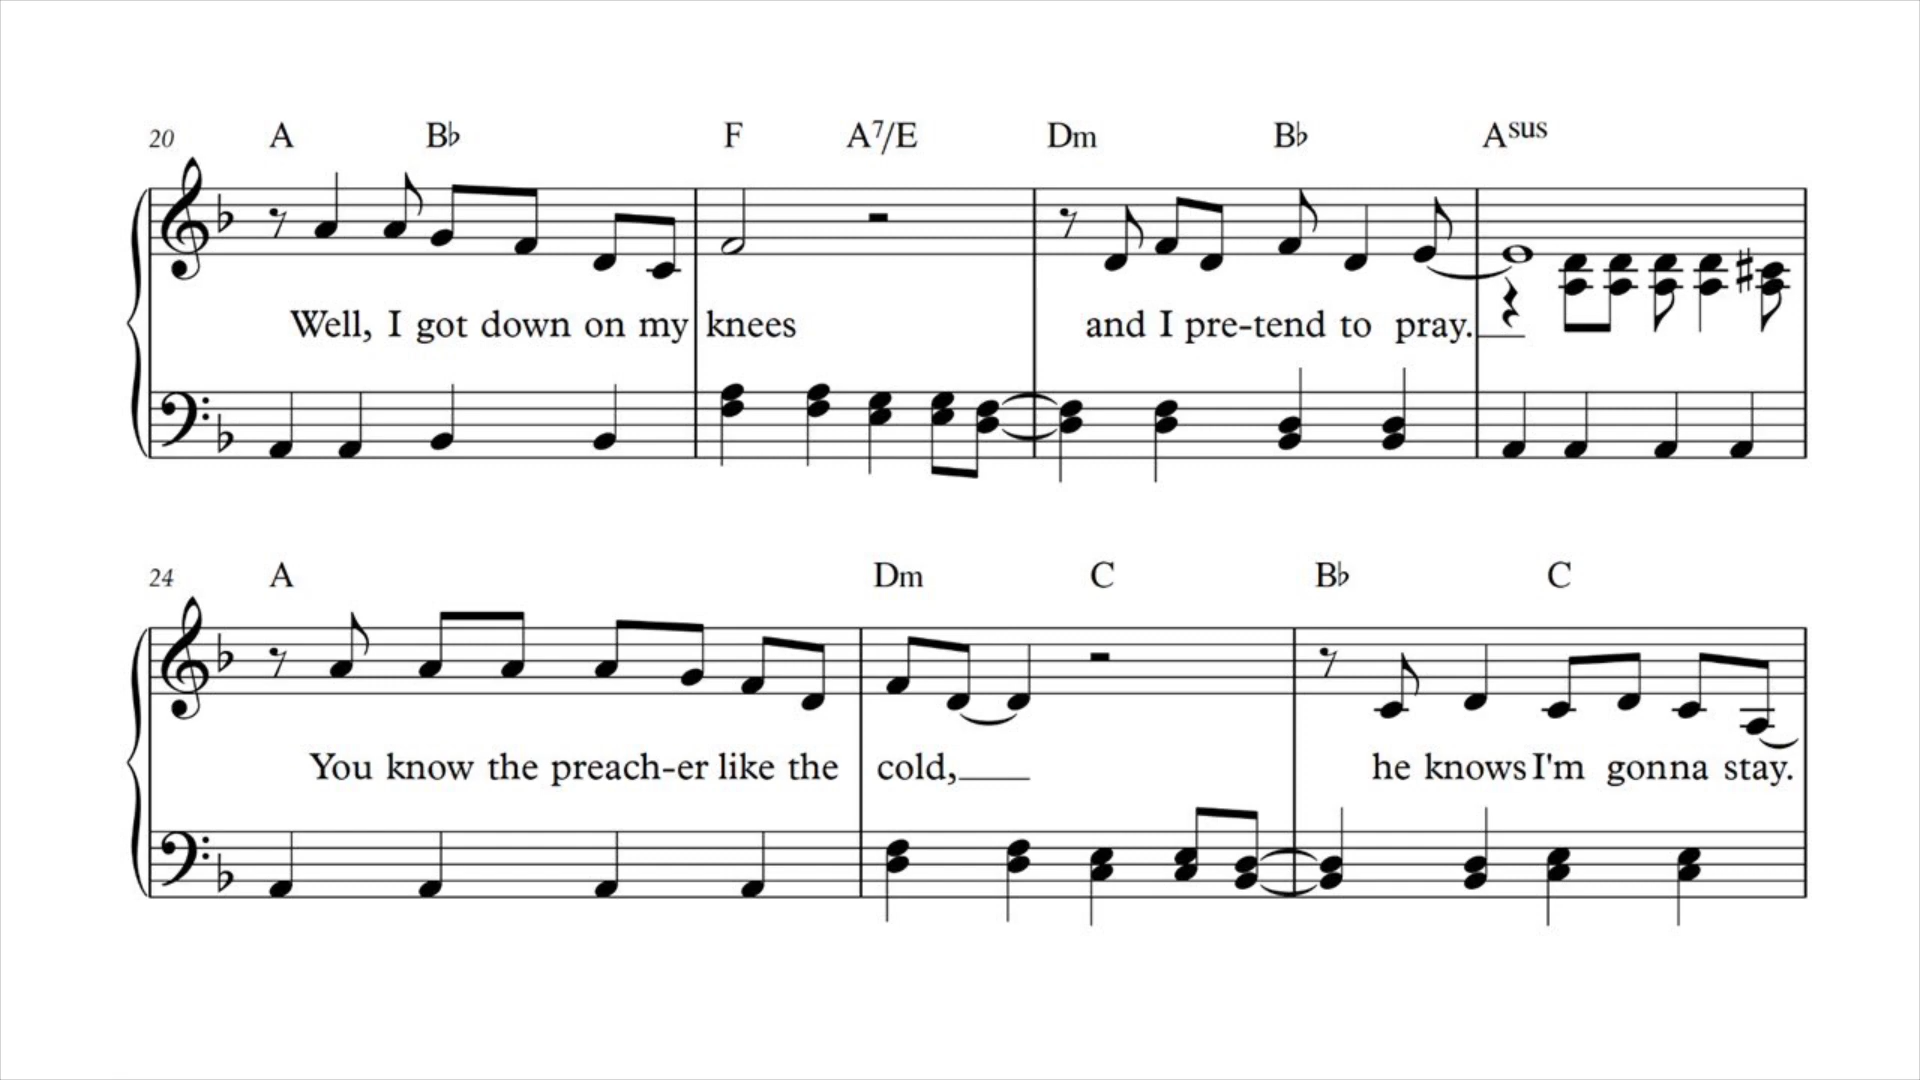 20 A B♭ F A7/E Dm B♭ Asus
Well, I got down on my knees and I pre-tend to pray.
24 A Dm C B♭ C
You know the preach-er like the cold, he knows I'm gonna stay.